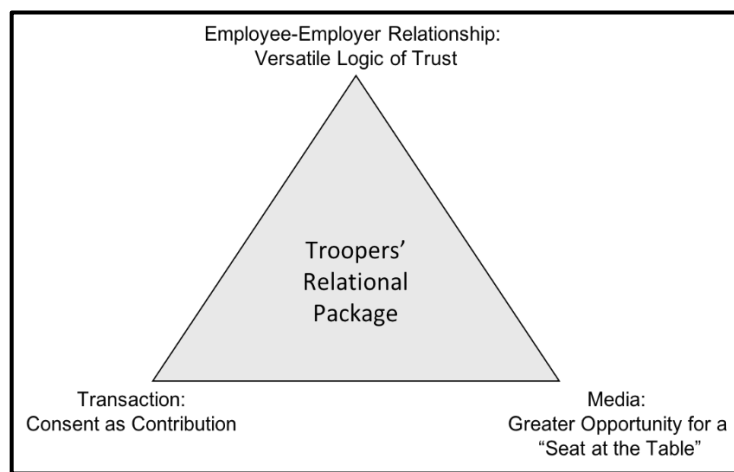 Employee-Employer Relationship:
Versatile Logic of Trust
Troopers’
Relational
Package
Transaction:
Consent as Contribution
Media:
Greater Opportunity for a
“Seat at the Table”